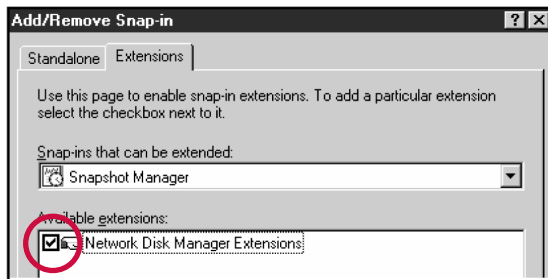 Add/Remove Snap-in
Standalone Extensions
Use this page to enable snap-in extensions. To add a particular extension
select the checkbox next to it.
Snap-ins that can be extended:
Snapshot Manager
Available extensions:
Network Disk Manager Extensions